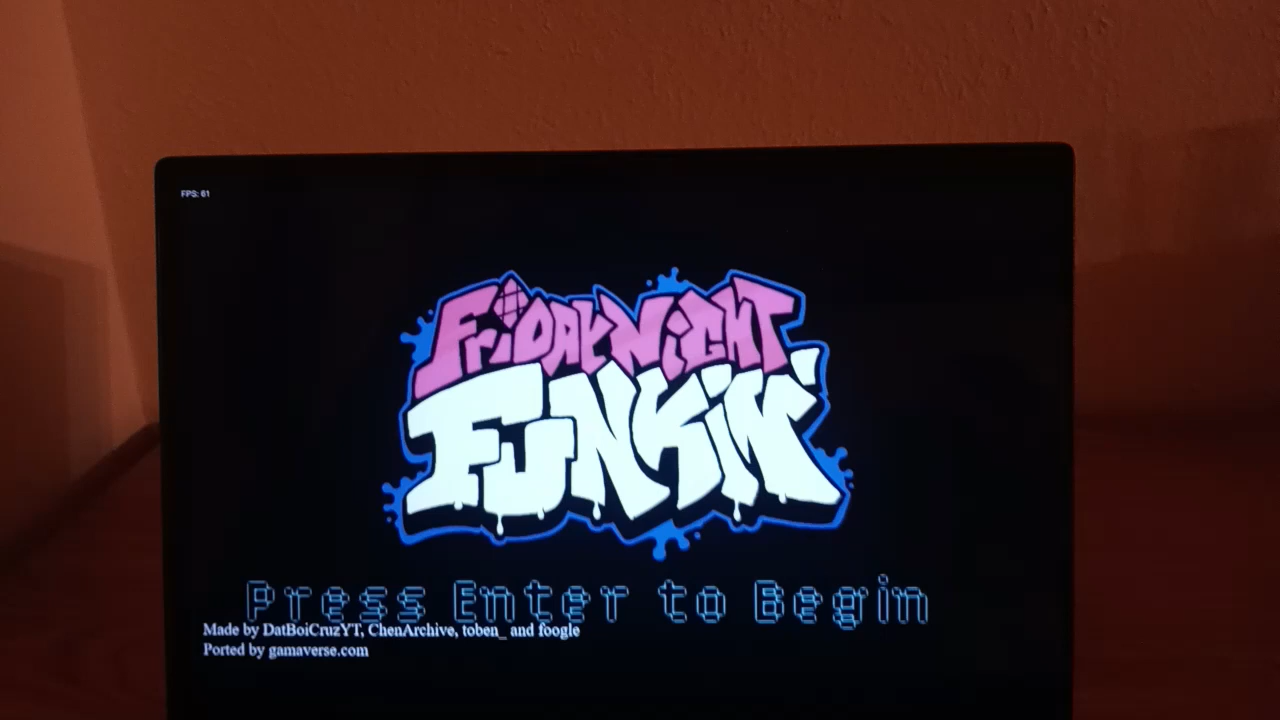 FPS: 61
FRiDAY NiGHT
FUNKiN'
Press Enter to Begin
Made by DatBoiCruzYT, ChenArchive, toben_ and foogle
Ported by gamaverse.com